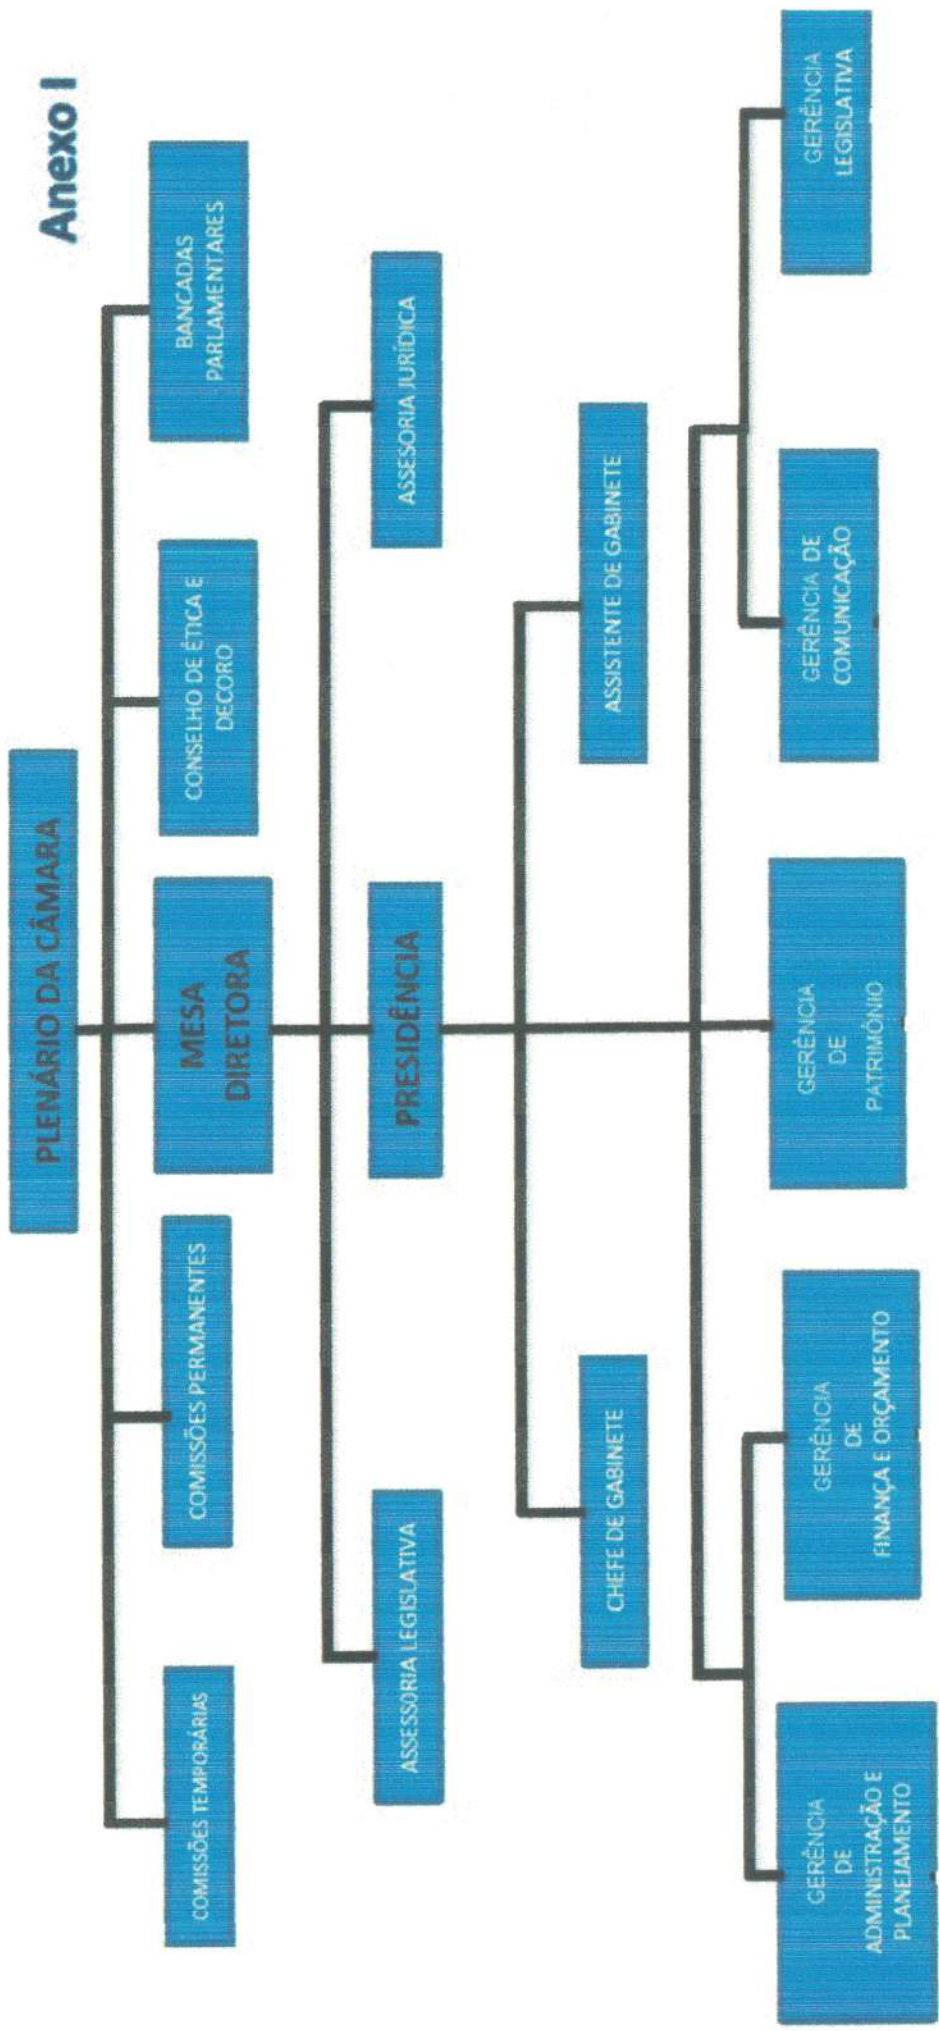 Anexo I
PLENÁRIO DA CÂMARA
COMISSÕES TEMPORÁRIAS
COMISSÕES PERMANENTES
MESA
DIRETORA
CONSELHO DE ÉTICA E
DECORO
BANCADAS
PARLAMENTARES
ASSESSORIA LEGISLATIVA
PRESIDÊNCIA
ASSESORIA JURÍDICA
CHEFE DE GABINETE
ASSISTENTE DE GABINETE
GERÊNCIA
DE
ADMINISTRAÇÃO E
PLANEJAMENTO
GERÊNCIA
DE
FINANÇA E ORÇAMENTO
GERÊNCIA
DE
PATRIMÔNIO
GERÊNCIA DE
COMUNICAÇÃO
GERÊNCIA
LEGISLATIVA